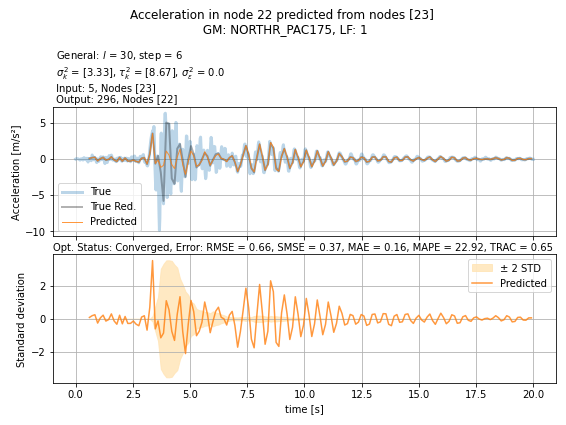 Acceleration in node 22 predicted from nodes [23]
GM: NORTHR_PAC175, LF: 1
General: l = 30, step = 6
σ²ₖ = [3.33], τ²ₖ = [8.67], σ²ε = 0.0
Input: 5, Nodes [23]
Output: 296, Nodes [22]
Acceleration [m/s²]
5
0
−5
−10
True
True Red.
Predicted
Opt. Status: Converged, Error: RMSE = 0.66, SMSE = 0.37, MAE = 0.16, MAPE = 22.92, TRAC = 0.65
Standard deviation
2
0
−2
± 2 STD
Predicted
0.0 2.5 5.0 7.5 10.0 12.5 15.0 17.5 20.0
time [s]